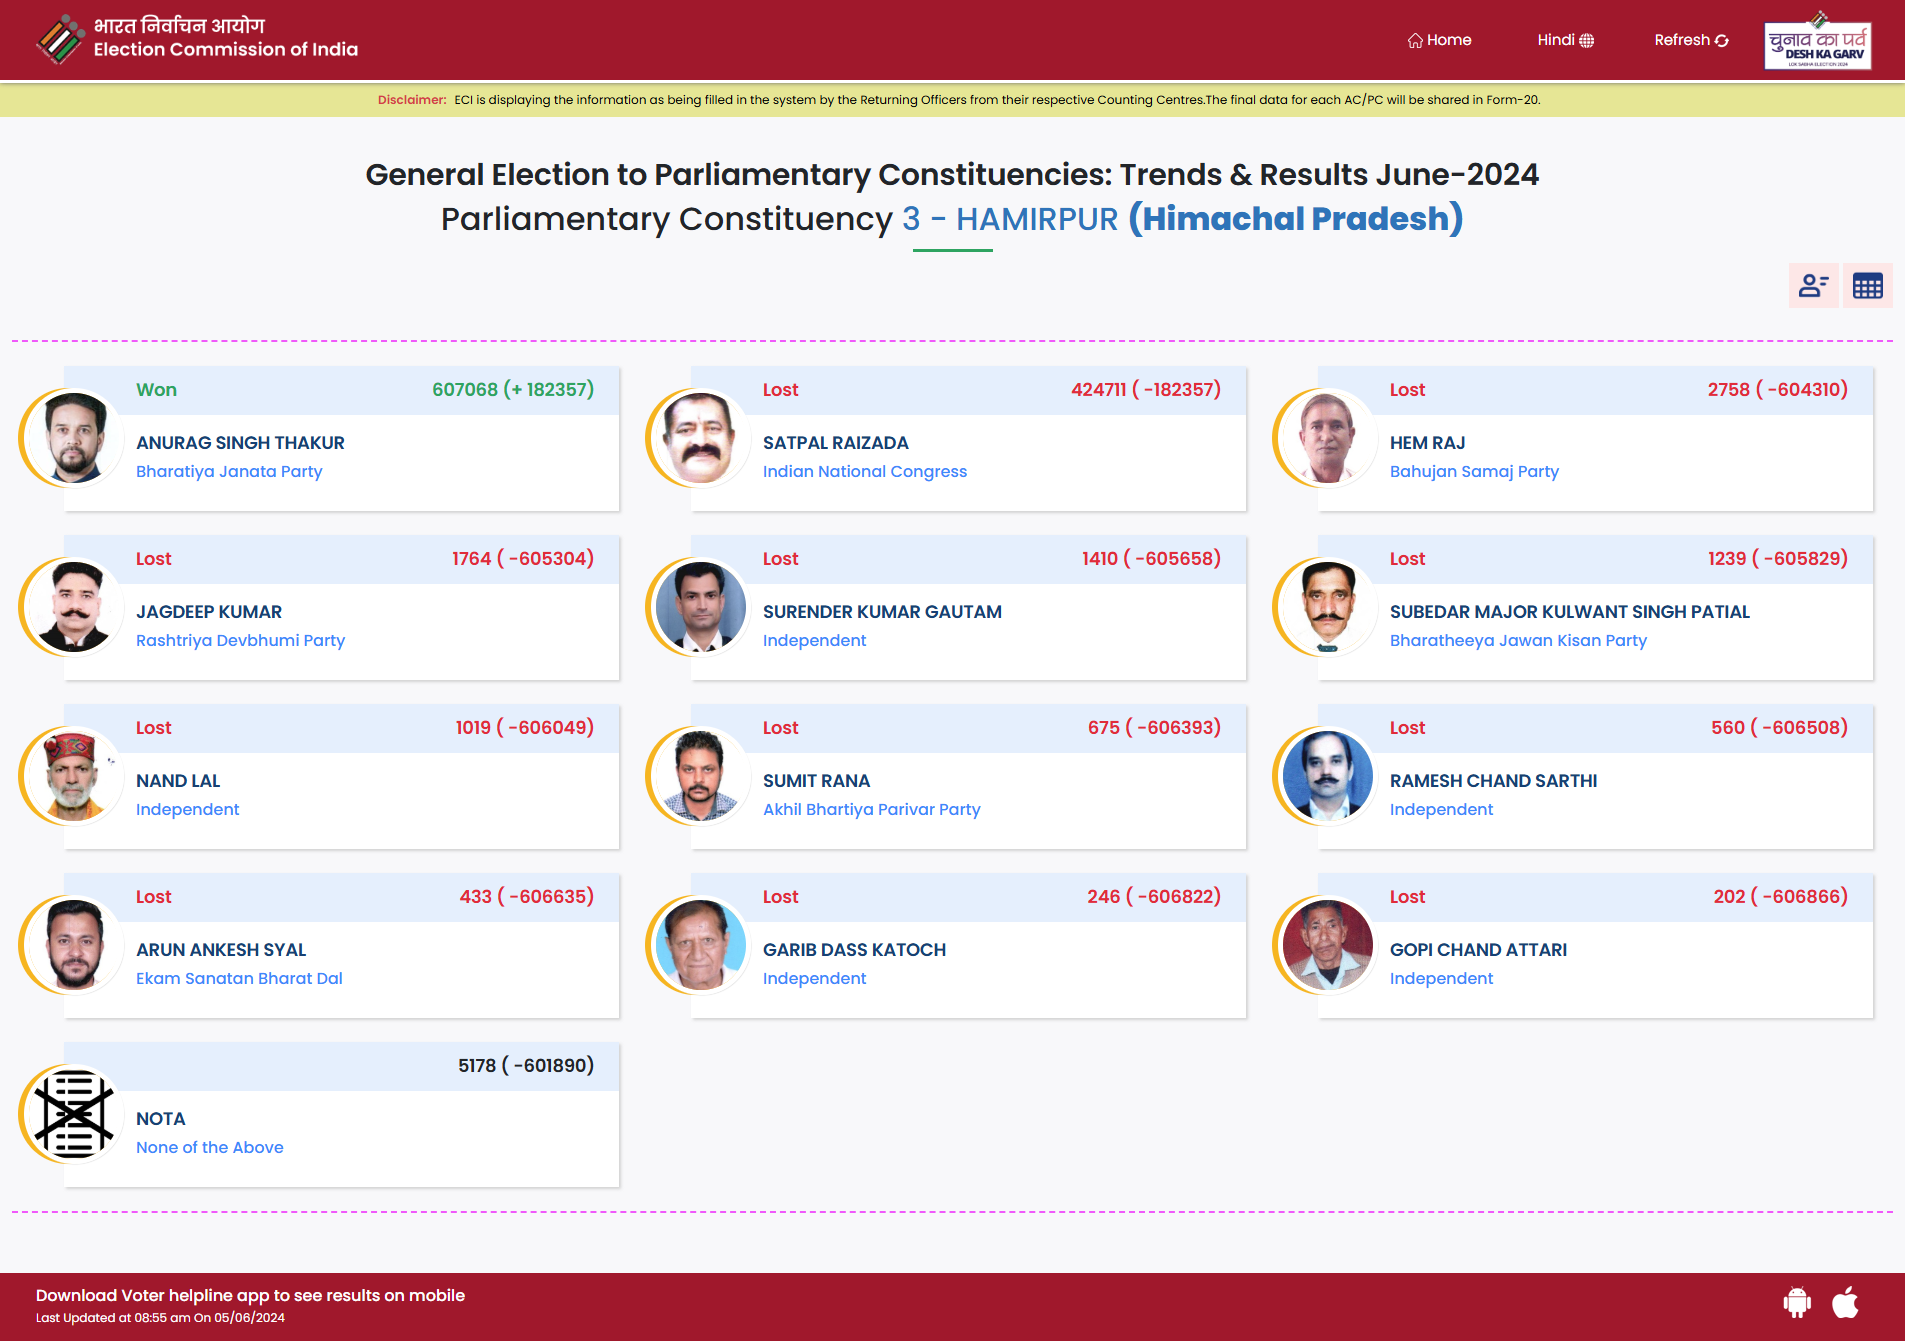 भारत निर्वाचन आयोग
Election Commission of India
Home
Hindi
Refresh
चुनाव का पर्व
DESH KA GARV
LOK SABHA ELECTION 2024
Disclaimer: ECI is displaying the information as being filled in the system by the Returning Officers from their respective Counting Centres.The final data for each AC/PC will be shared in Form-20.
General Election to Parliamentary Constituencies: Trends & Results June-2024
Parliamentary Constituency 3 - HAMIRPUR (Himachal Pradesh)
Won 607068 (+ 182357)
ANURAG SINGH THAKUR
Bharatiya Janata Party
Lost 424711 ( -182357)
SATPAL RAIZADA
Indian National Congress
Lost 2758 ( -604310)
HEM RAJ
Bahujan Samaj Party
Lost 1764 ( -605304)
JAGDEEP KUMAR
Rashtriya Devbhumi Party
Lost 1410 ( -605658)
SURENDER KUMAR GAUTAM
Independent
Lost 1239 ( -605829)
SUBEDAR MAJOR KULWANT SINGH PATIAL
Bharatheeya Jawan Kisan Party
Lost 1019 ( -606049)
NAND LAL
Independent
Lost 675 ( -606393)
SUMIT RANA
Akhil Bhartiya Parivar Party
Lost 560 ( -606508)
RAMESH CHAND SARTHI
Independent
Lost 433 ( -606635)
ARUN ANKESH SYAL
Ekam Sanatan Bharat Dal
Lost 246 ( -606822)
GARIB DASS KATOCH
Independent
Lost 202 ( -606866)
GOPI CHAND ATTARI
Independent
5178 ( -601890)
NOTA
None of the Above
Download Voter helpline app to see results on mobile
Last Updated at 08:55 am On 05/06/2024